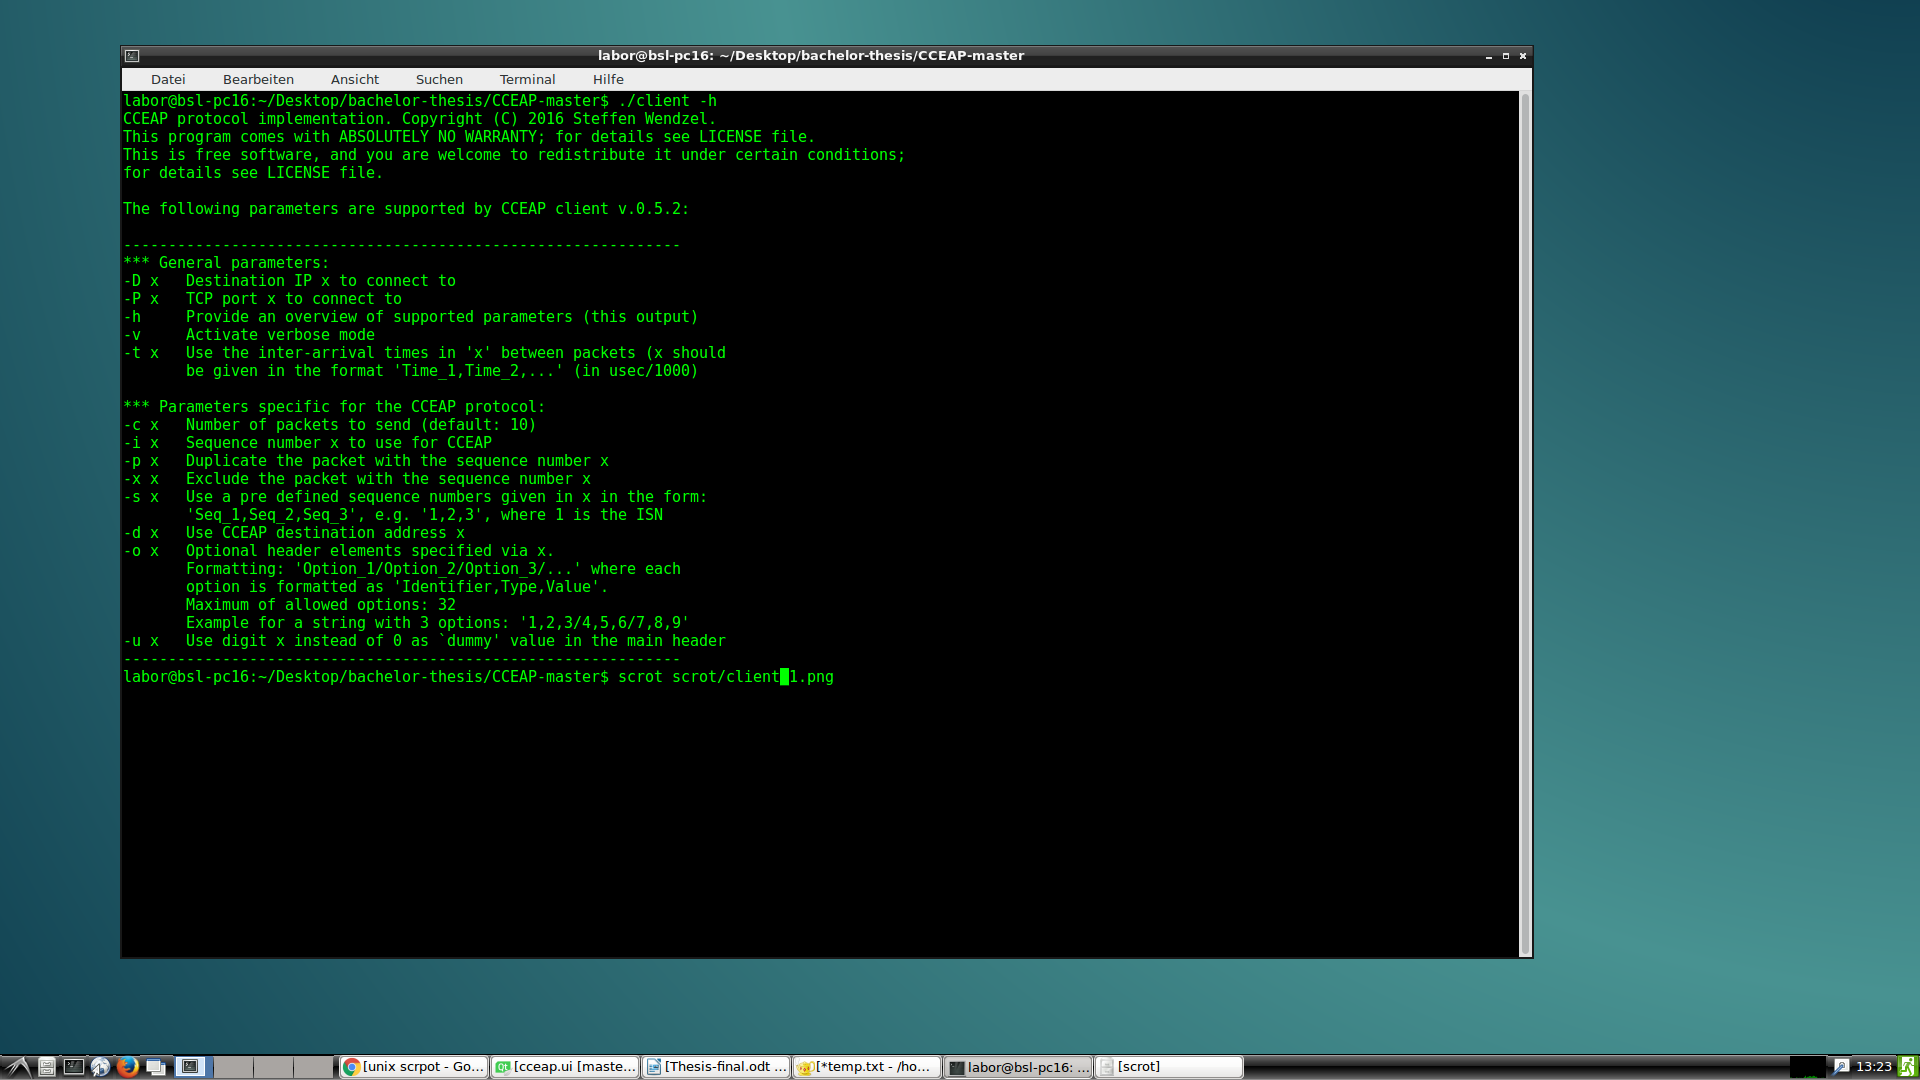 labor@bsl-pc16: ~/Desktop/bachelor-thesis/CCEAP-master
Datei Bearbeiten Ansicht Suchen Terminal Hilfe
labor@bsl-pc16:~/Desktop/bachelor-thesis/CCEAP-master$ ./client -h
CCEAP protocol implementation. Copyright (C) 2016 Steffen Wendzel.
This program comes with ABSOLUTELY NO WARRANTY; for details see LICENSE file.
This is free software, and you are welcome to redistribute it under certain conditions;
for details see LICENSE file.
The following parameters are supported by CCEAP client v.0.5.2:
--------------------------------------------------------------
*** General parameters:
-D x   Destination IP x to connect to
-P x   TCP port x to connect to
-h     Provide an overview of supported parameters (this output)
-v     Activate verbose mode
-t x   Use the inter-arrival times in 'x' between packets (x should
       be given in the format 'Time_1,Time_2,...' (in usec/1000)
*** Parameters specific for the CCEAP protocol:
-c x   Number of packets to send (default: 10)
-i x   Sequence number x to use for CCEAP
-p x   Duplicate the packet with the sequence number x
-x x   Exclude the packet with the sequence number x
-s x   Use a pre defined sequence numbers given in x in the form:
       'Seq_1,Seq_2,Seq_3', e.g. '1,2,3', where 1 is the ISN
-d x   Use CCEAP destination address x
-o x   Optional header elements specified via x.
       Formatting: 'Option_1/Option_2/Option_3/...' where each
       option is formatted as 'Identifier,Type,Value'.
       Maximum of allowed options: 32
       Example for a string with 3 options: '1,2,3/4,5,6/7,8,9'
-u x   Use digit x instead of 0 as `dummy' value in the main header
--------------------------------------------------------------
labor@bsl-pc16:~/Desktop/bachelor-thesis/CCEAP-master$ scrot scrot/client 1.png
[unix scrpot - Go... [cceap.ui [maste... [Thesis-final.odt ... [*temp.txt - /ho... labor@bsl-pc16: ... [scrot] 13:23